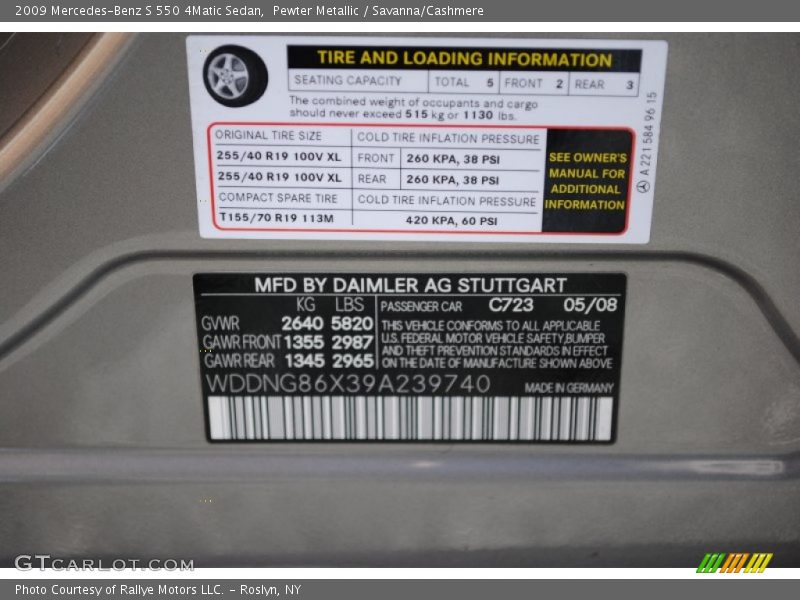 2009 Mercedes-Benz S 550 4Matic Sedan,  Pewter Metallic / Savanna/Cashmere
TIRE AND LOADING INFORMATION
SEATING CAPACITY TOTAL 5 FRONT 2 REAR 3
The combined weight of occupants and cargo
should never exceed 515 kg or 1130 lbs.
ORIGINAL TIRE SIZE COLD TIRE INFLATION PRESSURE
255/40 R19 100V XL FRONT 260 KPA, 38 PSI
255/40 R19 100V XL REAR 260 KPA, 38 PSI
COMPACT SPARE TIRE COLD TIRE INFLATION PRESSURE
T155/70 R19 113M 420 KPA, 60 PSI
SEE OWNER'S
MANUAL FOR
ADDITIONAL
INFORMATION
A 221 584 96 15
MFD BY DAIMLER AG STUTTGART
KG LBS PASSENGER CAR C723 05/08
GVWR 2640 5820
GAWR FRONT 1355 2987
GAWR REAR 1345 2965
THIS VEHICLE CONFORMS TO ALL APPLICABLE
U.S. FEDERAL MOTOR VEHICLE SAFETY, BUMPER
AND THEFT PREVENTION STANDARDS IN EFFECT
ON THE DATE OF MANUFACTURE SHOWN ABOVE
WDDNG86X39A239740 MADE IN GERMANY
GTCARLOT.COM
Photo Courtesy of Rallye Motors LLC. - Roslyn, NY